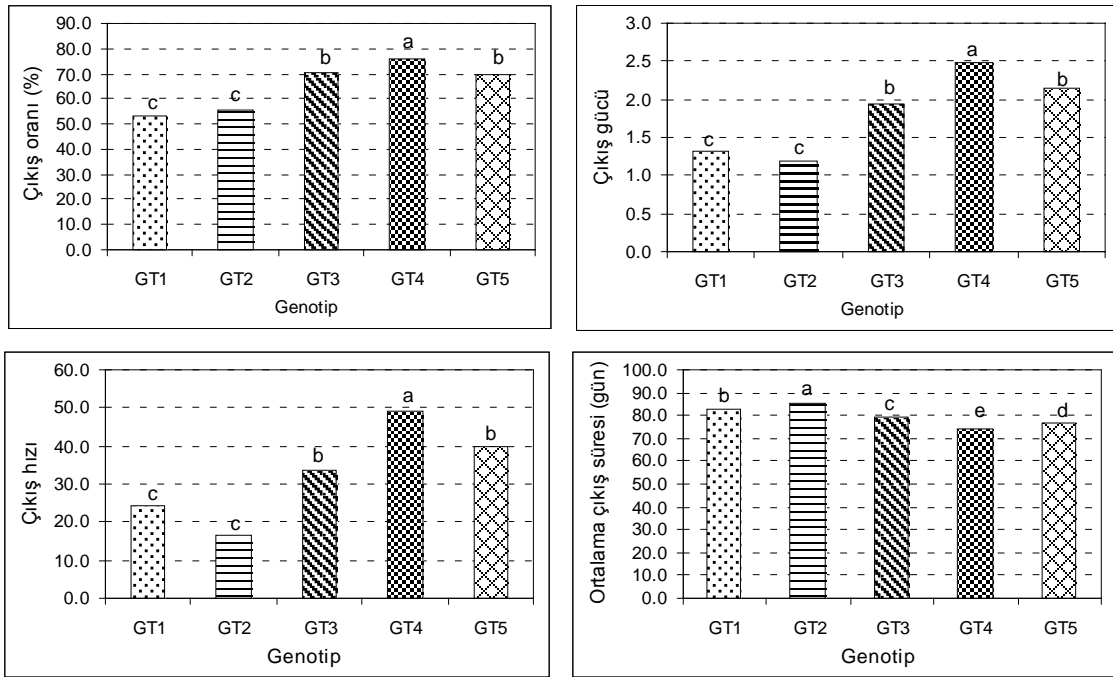 Çıkış oranı (%)
90.0
80.0
70.0
60.0
50.0
40.0
30.0
20.0
10.0
0.0
c c b a b
GT1 GT2 GT3 GT4 GT5
Genotip
Çıkış gücü
2.5
2.0
1.5
1.0
0.5
0.0
3.0
c c b a b
GT1 GT2 GT3 GT4 GT5
Genotip
Çıkış hızı
60.0
50.0
40.0
30.0
20.0
10.0
0.0
c c b a b
GT1 GT2 GT3 GT4 GT5
Genotip
Ortalama çıkış süresi (gün)
100.0
90.0
80.0
70.0
60.0
50.0
40.0
30.0
20.0
10.0
0.0
b a c e d
GT1 GT2 GT3 GT4 GT5
Genotip